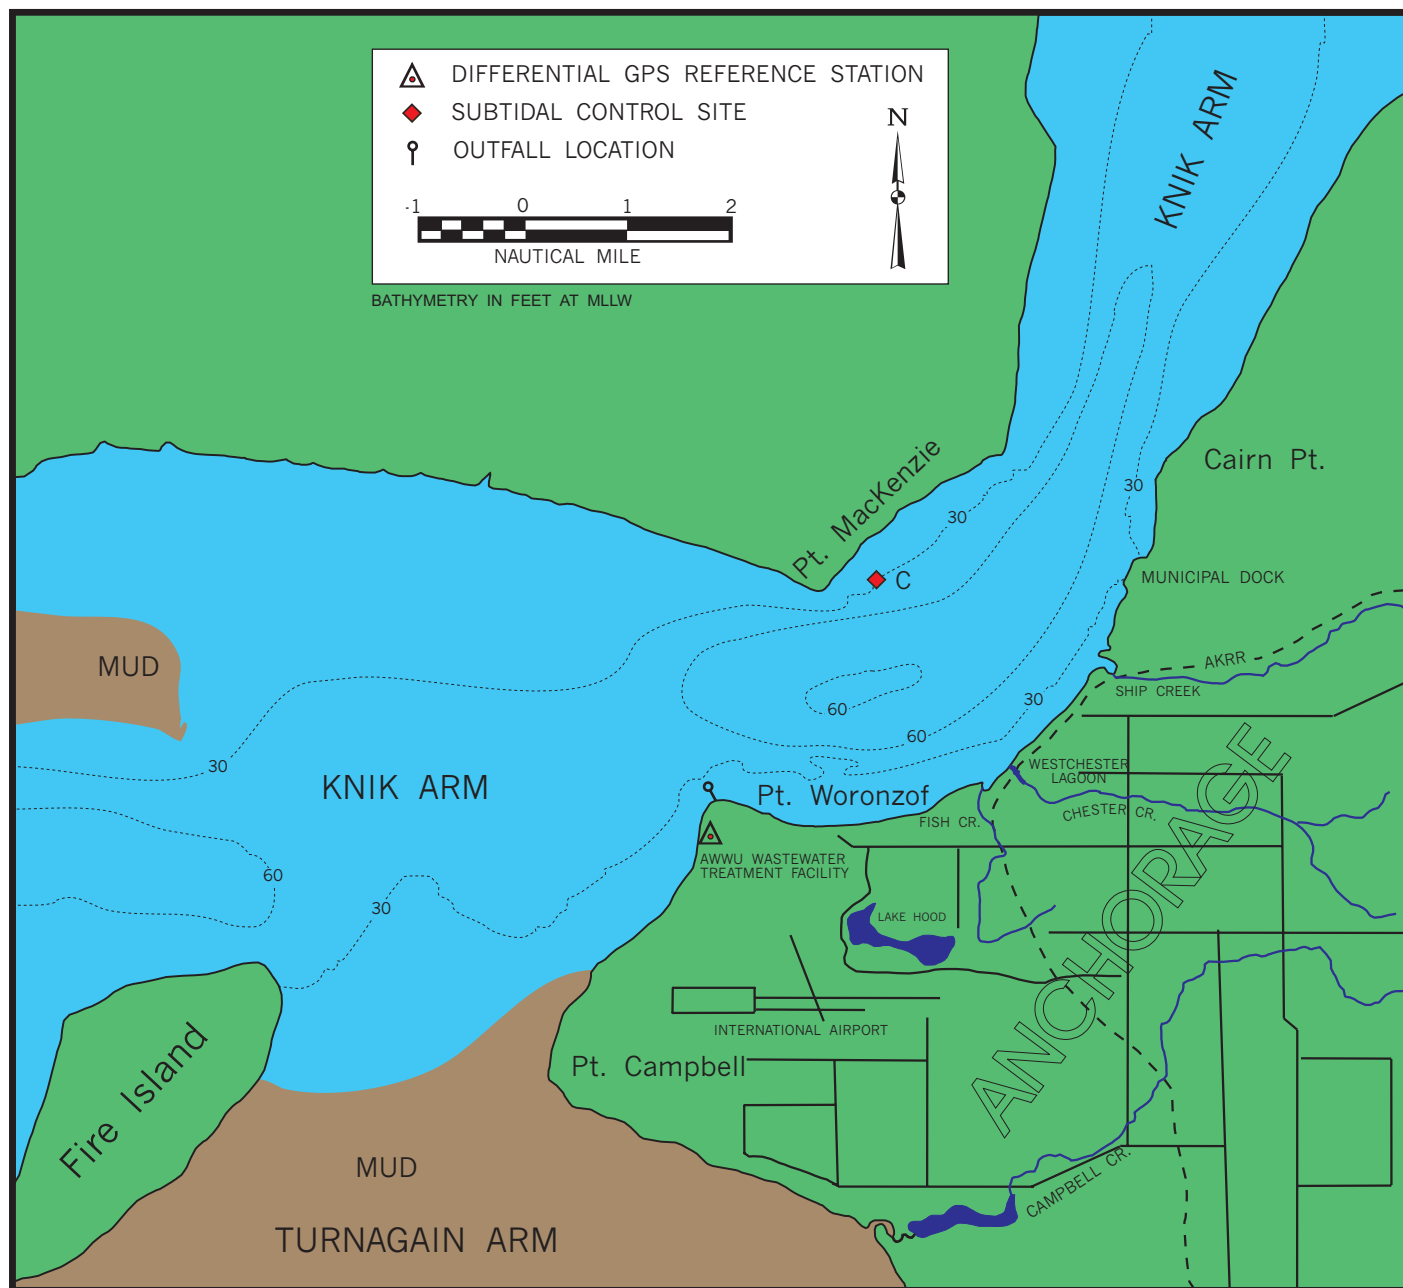 DIFFERENTIAL GPS REFERENCE STATION
SUBTIDAL CONTROL SITE
OUTFALL LOCATION
N
-1 0 1 2
NAUTICAL MILE
BATHYMETRY IN FEET AT MLLW
KNIK ARM
Cairn Pt.
Pt. MacKenzie
30
30
C
MUNICIPAL DOCK
MUD
AKRR
SHIP CREEK
30
60
60
30
KNIK ARM
WESTCHESTER
LAGOON
Pt. Woronzof
FISH CR.
CHESTER CR.
ANCHORAGE
AWWU WASTEWATER
TREATMENT FACILITY
60
30
LAKE HOOD
INTERNATIONAL AIRPORT
Fire Island
Pt. Campbell
MUD
CAMPBELL CR.
TURNAGAIN ARM